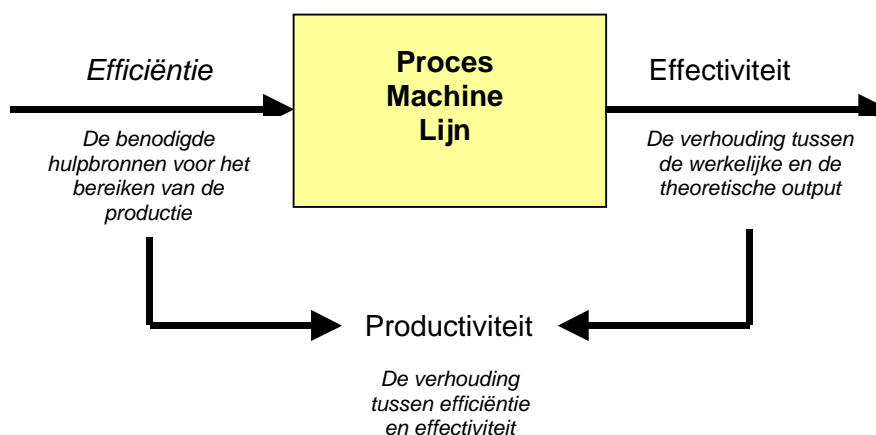 Efficiëntie
De benodigde
hulpbronnen voor het
bereiken van de
productie
Proces
Machine
Lijn
Effectiviteit
De verhouding tussen
de werkelijke en de
theoretische output
Productiviteit
De verhouding
tussen efficiëntie
en effectiviteit